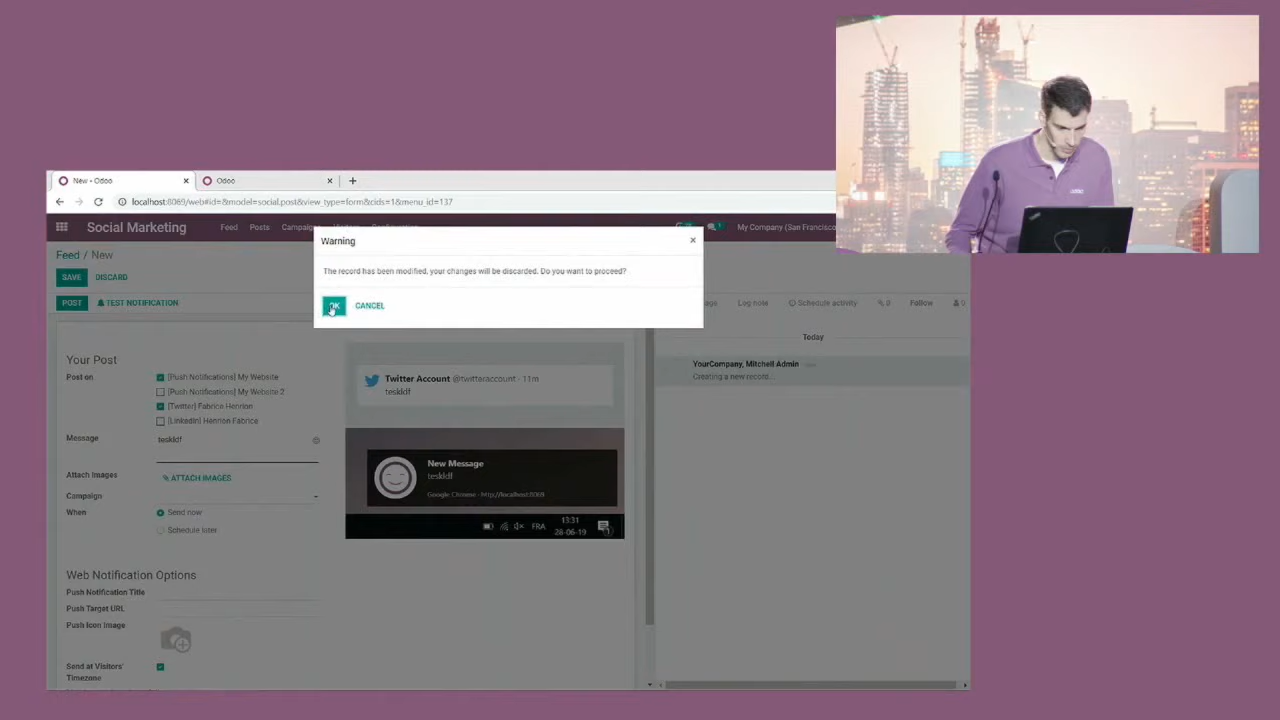 New - Odoo
Odoo
localhost:8069/web#id=&model=social.post&view_type=form&cids=1&menu_id=137
Social Marketing
Feed
Posts
My Company (San Francisco
Warning
The record has been modified, your changes will be discarded. Do you want to proceed?
OK
CANCEL
Feed / New
SAVE
DISCARD
POST
TEST NOTIFICATION
Log note
Schedule activity
0
Follow
0
Your Post
Post on
[Push Notifications] My Website
[Push Notifications] My Website 2
[Twitter] Fabrice Henrion
[LinkedIn] Henrion Fabrice
Message
teskldf
Attach Images
ATTACH IMAGES
Campaign
When
Send now
Schedule later
Web Notification Options
Push Notification Title
Push Target URL
Push Icon Image
Send at Visitors'
Timezone
Twitter Account @twitteraccount · 11m
teskldf
New Message
teskldf
Google Chrome - http://localhost:8069
FRA
13:31
28-06-19
Today
YourCompany, Mitchell Admin
Creating a new record...